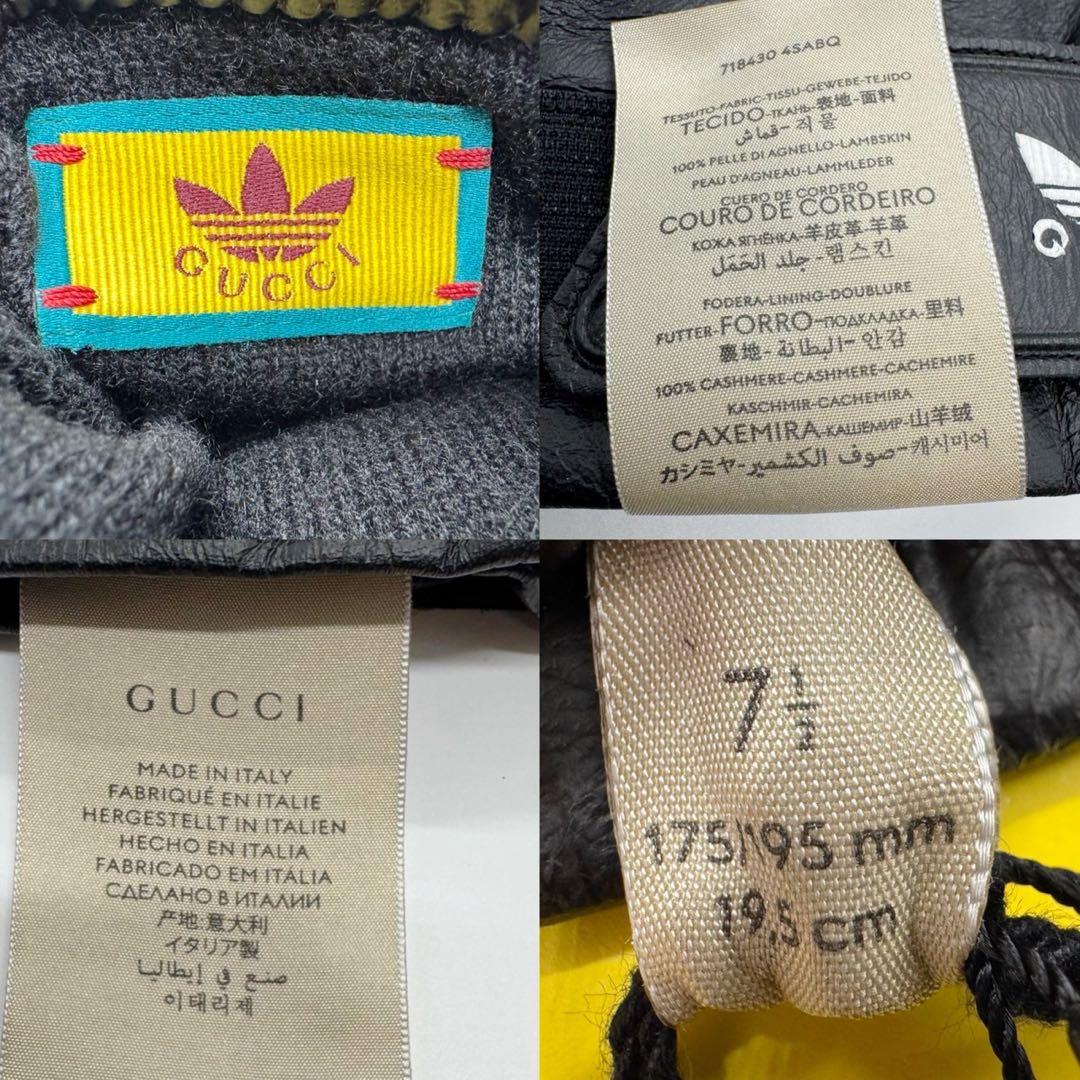 GUCCI
718430 4SABQ
TESSUTO-FABRIC-TISSU-GEWEBE-TEJIDO
TECIDO-ТКАНЬ-表地-面料
قماش-겨물
100% PELLE DI AGNELLO-LAMBSKIN
PEAU D'AGNEAU-LAMMLEDER
CUERO DE CORDERO
COURO DE CORDEIRO
КОЖА ЯГНЁНКА-羊皮革-羊革
جلد الحَمَل-램스킨
FODERA-LINING-DOUBLURE
FUTTER-FORRO-ПОДКЛАДКА-里料
裏地-البطانة-안감
100% CASHMERE-CASHMERE-CACHEMIRE
KASCHMIR-CACHEMIRA
CAXEMIRA-КАШЕМИР-山羊绒
カシミヤ-صوف الكشمير-캐시미어
G
GUCCI
MADE IN ITALY
FABRIQUÉ EN ITALIE
HERGESTELLT IN ITALIEN
HECHO EN ITALIA
FABRICADO EM ITALIA
СДЕЛАНО В ИТАЛИИ
产地:意大利
イタリア製
صنع في إيطاليا
이태리제
7 1/2
175/195 mm
19,5 cm